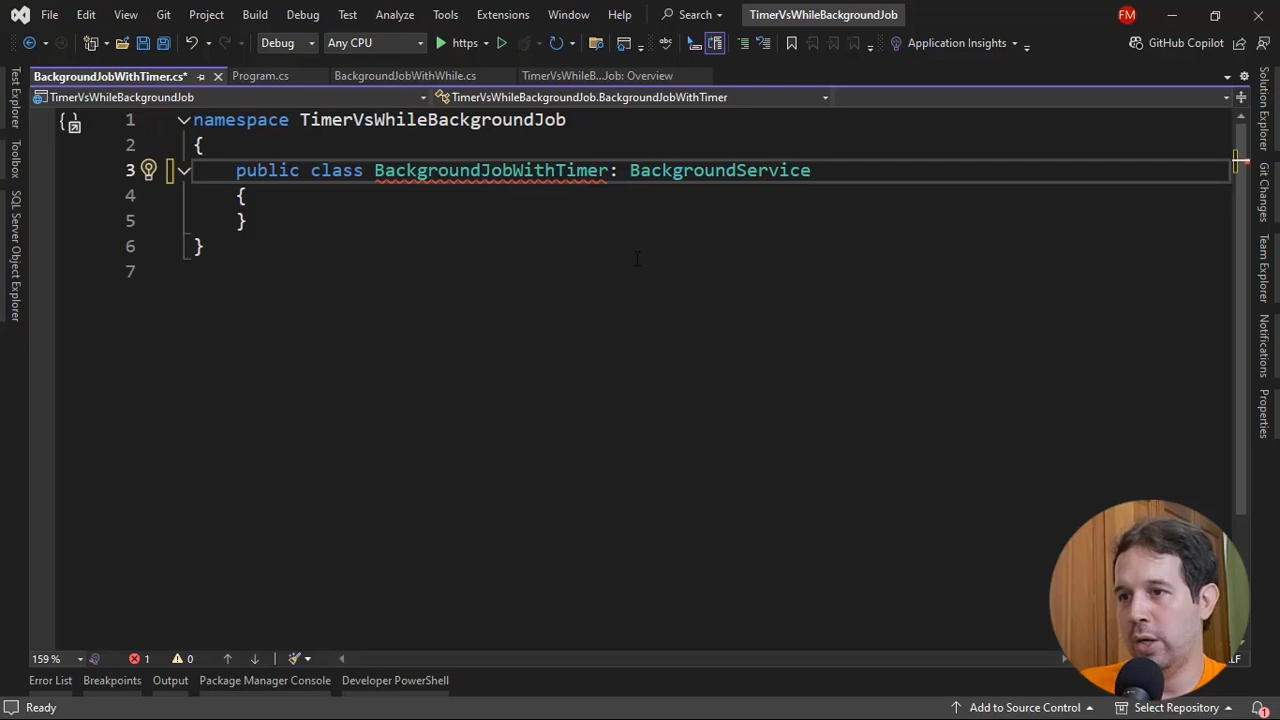 File Edit View Git Project Build Debug Test Analyze Tools Extensions Window Help Search TimerVsWhileBackgroundJob FM
Debug Any CPU https Application Insights GitHub Copilot
BackgroundJobWithTimer.cs* Program.cs BackgroundJobWithWhile.cs TimerVsWhileB...Job: Overview
TimerVsWhileBackgroundJob TimerVsWhileBackgroundJob.BackgroundJobWithTimer
1 namespace TimerVsWhileBackgroundJob
2 {
3 public class BackgroundJobWithTimer: BackgroundService
4 {
5 }
6 }
7
Test Explorer
Toolbox
SQL Server Object Explorer
Solution Explorer
Git Changes
Team Explorer
Notifications
Properties
159 % 1 0 LF
Error List Breakpoints Output Package Manager Console Developer PowerShell
Ready Add to Source Control Select Repository 1